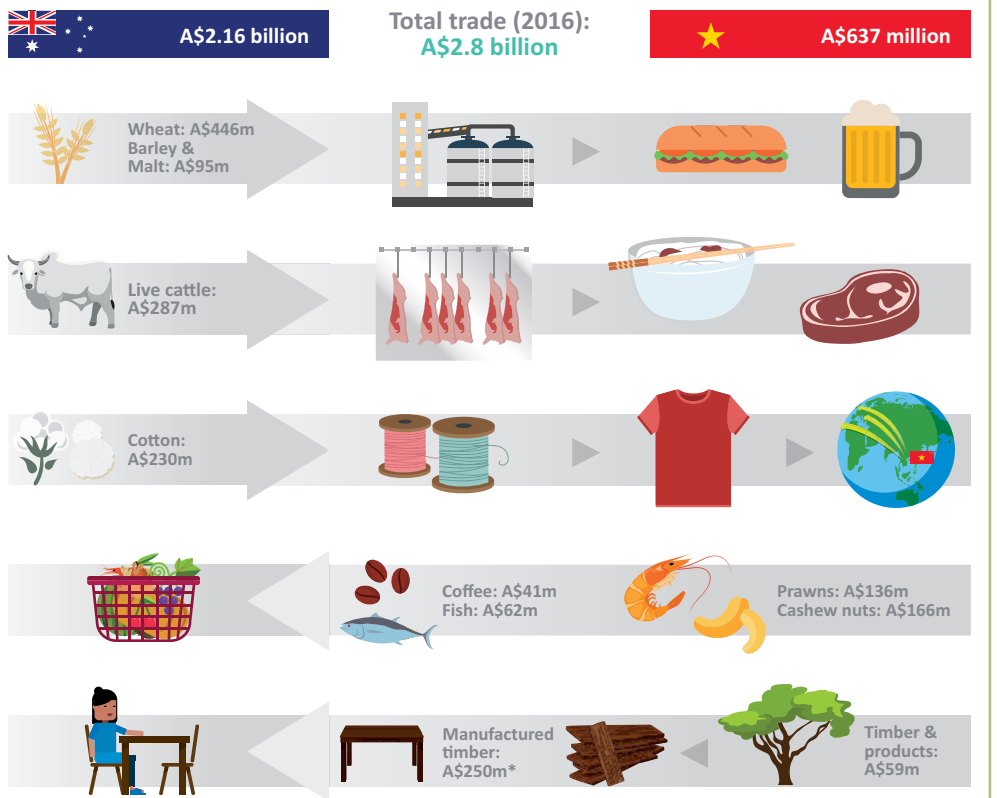 A$2.16 billion
Total trade (2016):
A$2.8 billion
A$637 million
Wheat: A$446m
Barley &
Malt: A$95m
Live cattle:
A$287m
Cotton:
A$230m
Coffee: A$41m
Fish: A$62m
Prawns: A$136m
Cashew nuts: A$166m
Manufactured
timber:
A$250m*
Timber &
products:
A$59m